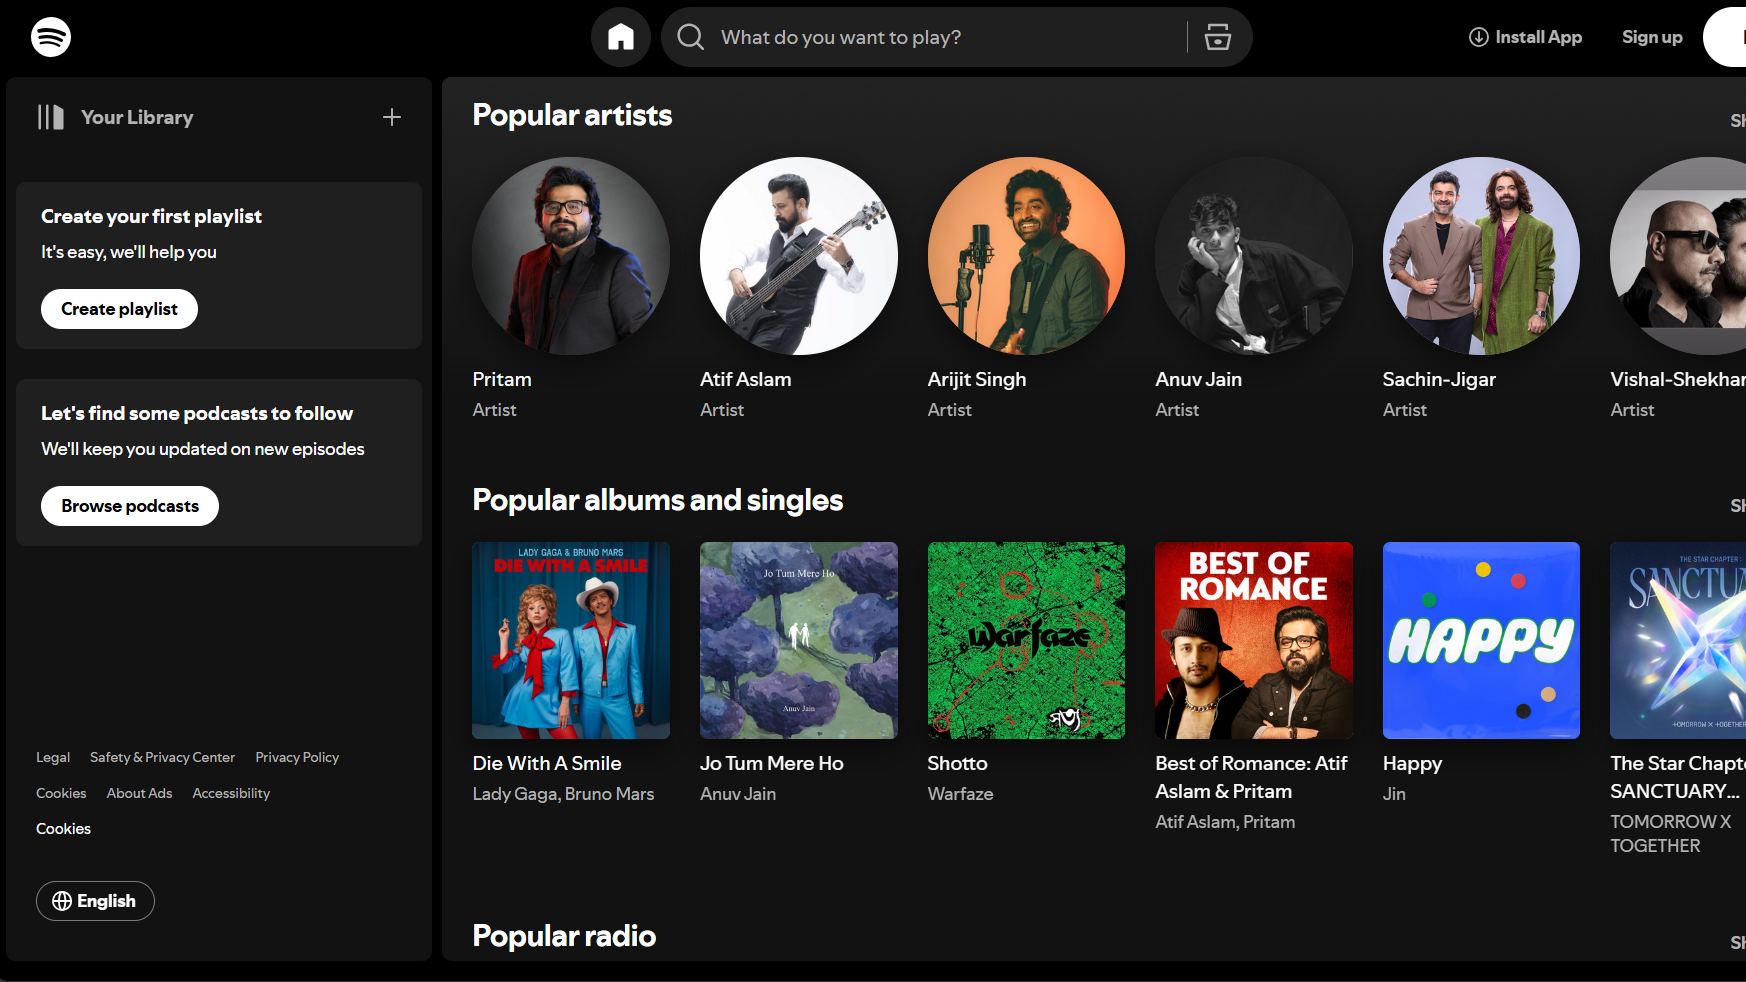 What do you want to play?
Install App
Sign up
Your Library
Create your first playlist
It's easy, we'll help you
Create playlist
Let's find some podcasts to follow
We'll keep you updated on new episodes
Browse podcasts
Legal Safety & Privacy Center Privacy Policy
Cookies About Ads Accessibility
Cookies
English
Popular artists
Sh
Pritam
Artist
Atif Aslam
Artist
Arijit Singh
Artist
Anuv Jain
Artist
Sachin-Jigar
Artist
Vishal-Shekhar
Artist
Popular albums and singles
Sh
LADY GAGA & BRUNO MARS
DIE WITH A SMILE
Die With A Smile
Lady Gaga, Bruno Mars
Jo Tum Mere Ho
Anuv Jain
Jo Tum Mere Ho
Anuv Jain
warfaze
সত্য
Shotto
Warfaze
BEST OF
ROMANCE
Best of Romance: Atif
Aslam & Pritam
Atif Aslam, Pritam
HAPPY
Happy
Jin
THE STAR CHAPTER :
SANCTUA
TOMORROW X TOGETHER
The Star Chapte
SANCTUARY...
TOMORROW X
TOGETHER
Popular radio
Sh